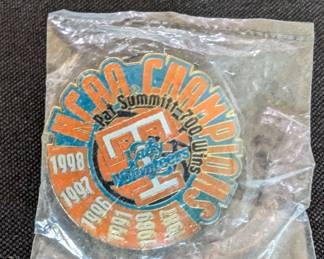 NCAA CHAMPIONS
Pat Summitt-700 Wins
Lady
Volunteers
1998
1997
1996
1991
1989
1987